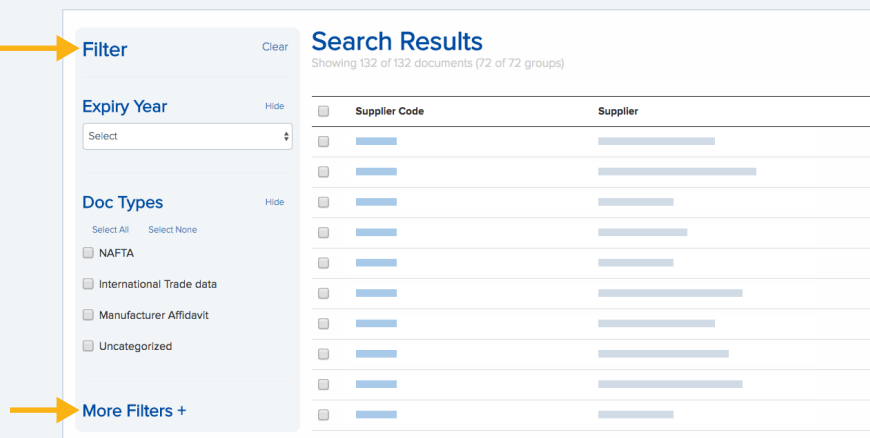 Filter Clear
Expiry Year Hide
Select
Doc Types Hide
Select All Select None
NAFTA
International Trade data
Manufacturer Affidavit
Uncategorized
More Filters +
Search Results
Showing 132 of 132 documents (72 of 72 groups)
Supplier Code Supplier